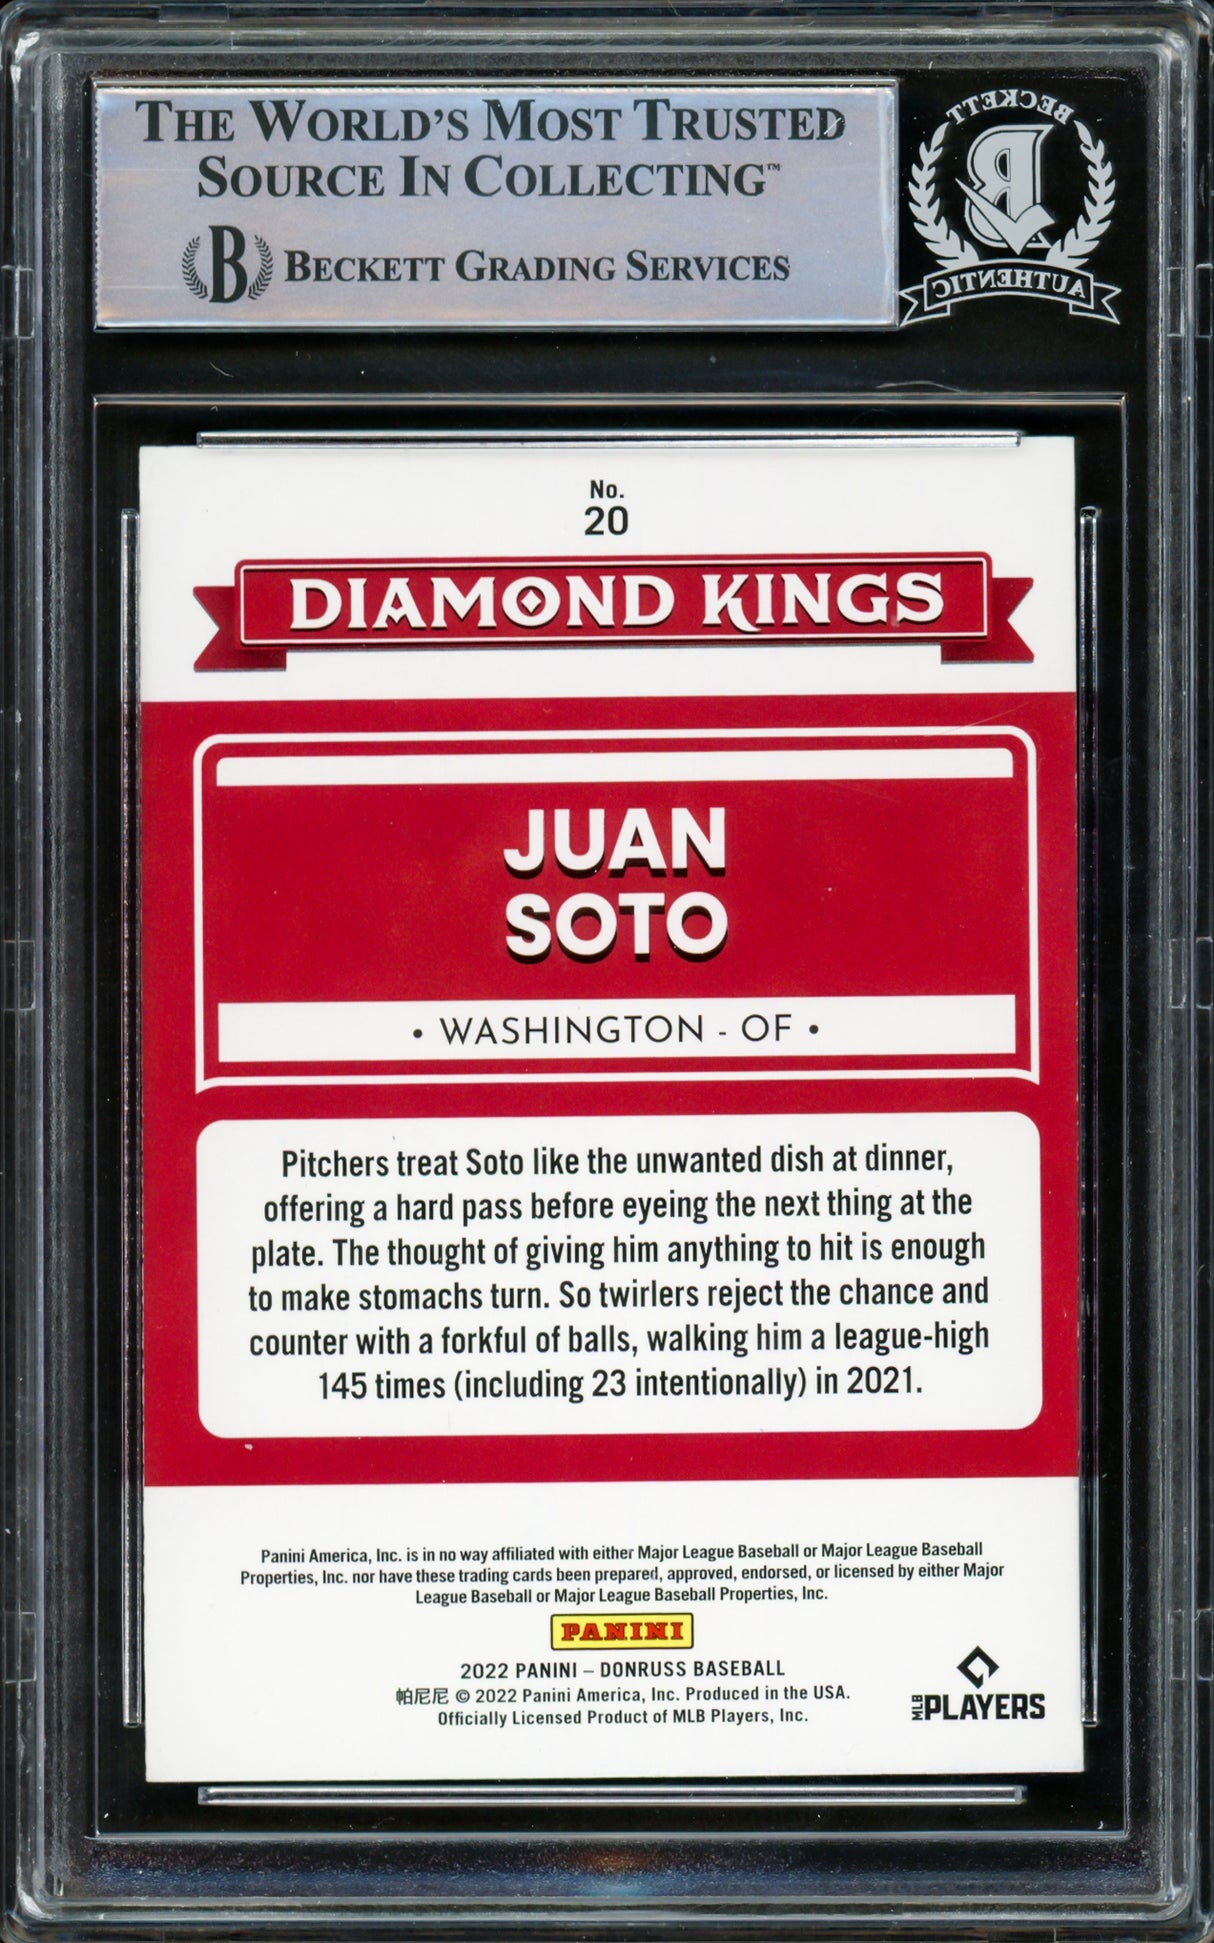 THE WORLD'S MOST TRUSTED
SOURCE IN COLLECTING™
B BECKETT GRADING SERVICES
BECKETT
B
AUTHENTIC
No.
20
DIAMOND KINGS
JUAN
SOTO
• WASHINGTON - OF •
Pitchers treat Soto like the unwanted dish at dinner,
offering a hard pass before eyeing the next thing at the
plate. The thought of giving him anything to hit is enough
to make stomachs turn. So twirlers reject the chance and
counter with a forkful of balls, walking him a league-high
145 times (including 23 intentionally) in 2021.
Panini America, Inc. is in no way affiliated with either Major League Baseball or Major League Baseball
Properties, Inc. nor have these trading cards been prepared, approved, endorsed, or licensed by either Major
League Baseball or Major League Baseball Properties, Inc.
PANINI
2022 PANINI – DONRUSS BASEBALL
帕尼尼 © 2022 Panini America, Inc. Produced in the USA.
Officially Licensed Product of MLB Players, Inc.
MLB PLAYERS